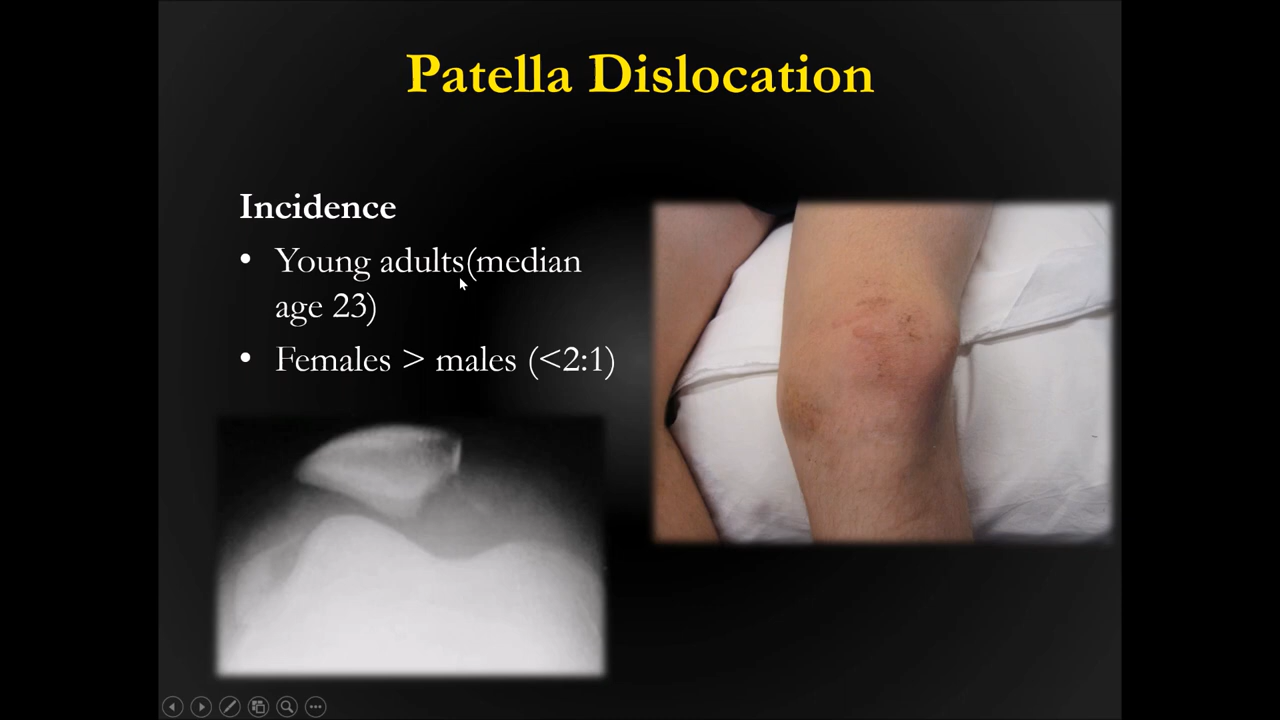 Patella Dislocation
Incidence
• Young adults(median
age 23)
• Females > males (<2:1)